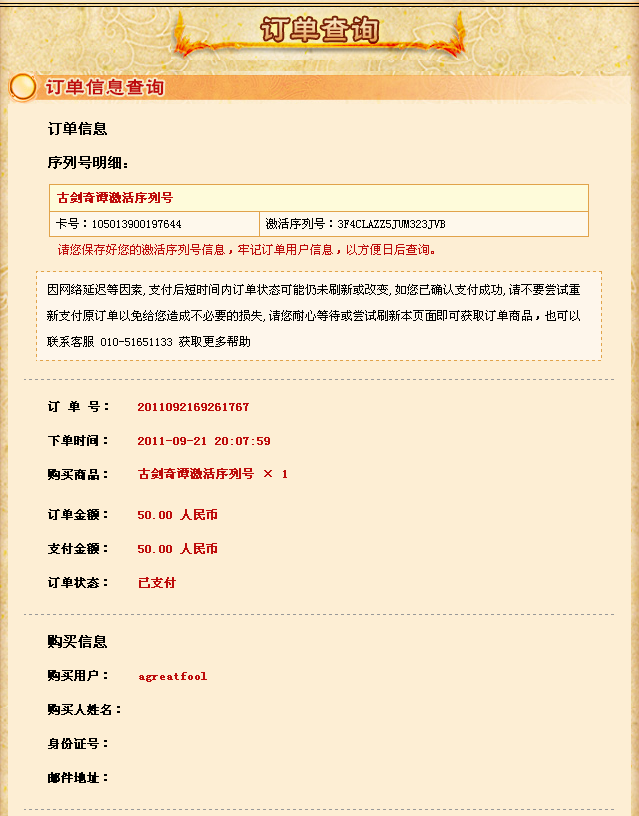 订单查询
订单信息查询
订单信息
序列号明细：
古剑奇谭激活序列号
卡号：105013900197644 激活序列号：3F4CLAZZ5JUM323JVB
请您保存好您的激活序列号信息，牢记订单用户信息，以方便日后查询。
因网络延迟等因素, 支付后短时间内订单状态可能仍未刷新或改变, 如您已确认支付成功, 请不要尝试重
新支付原订单以免给您造成不必要的损失, 请您耐心等待或尝试刷新本页面即可获取订单商品，也可以
联系客服 010-51651133 获取更多帮助
订 单 号： 2011092169261767
下单时间： 2011-09-21 20:07:59
购买商品： 古剑奇谭激活序列号 × 1
订单金额： 50.00 人民币
支付金额： 50.00 人民币
订单状态： 已支付
购买信息
购买用户： agreatfool
购买人姓名：
身份证号：
邮件地址：